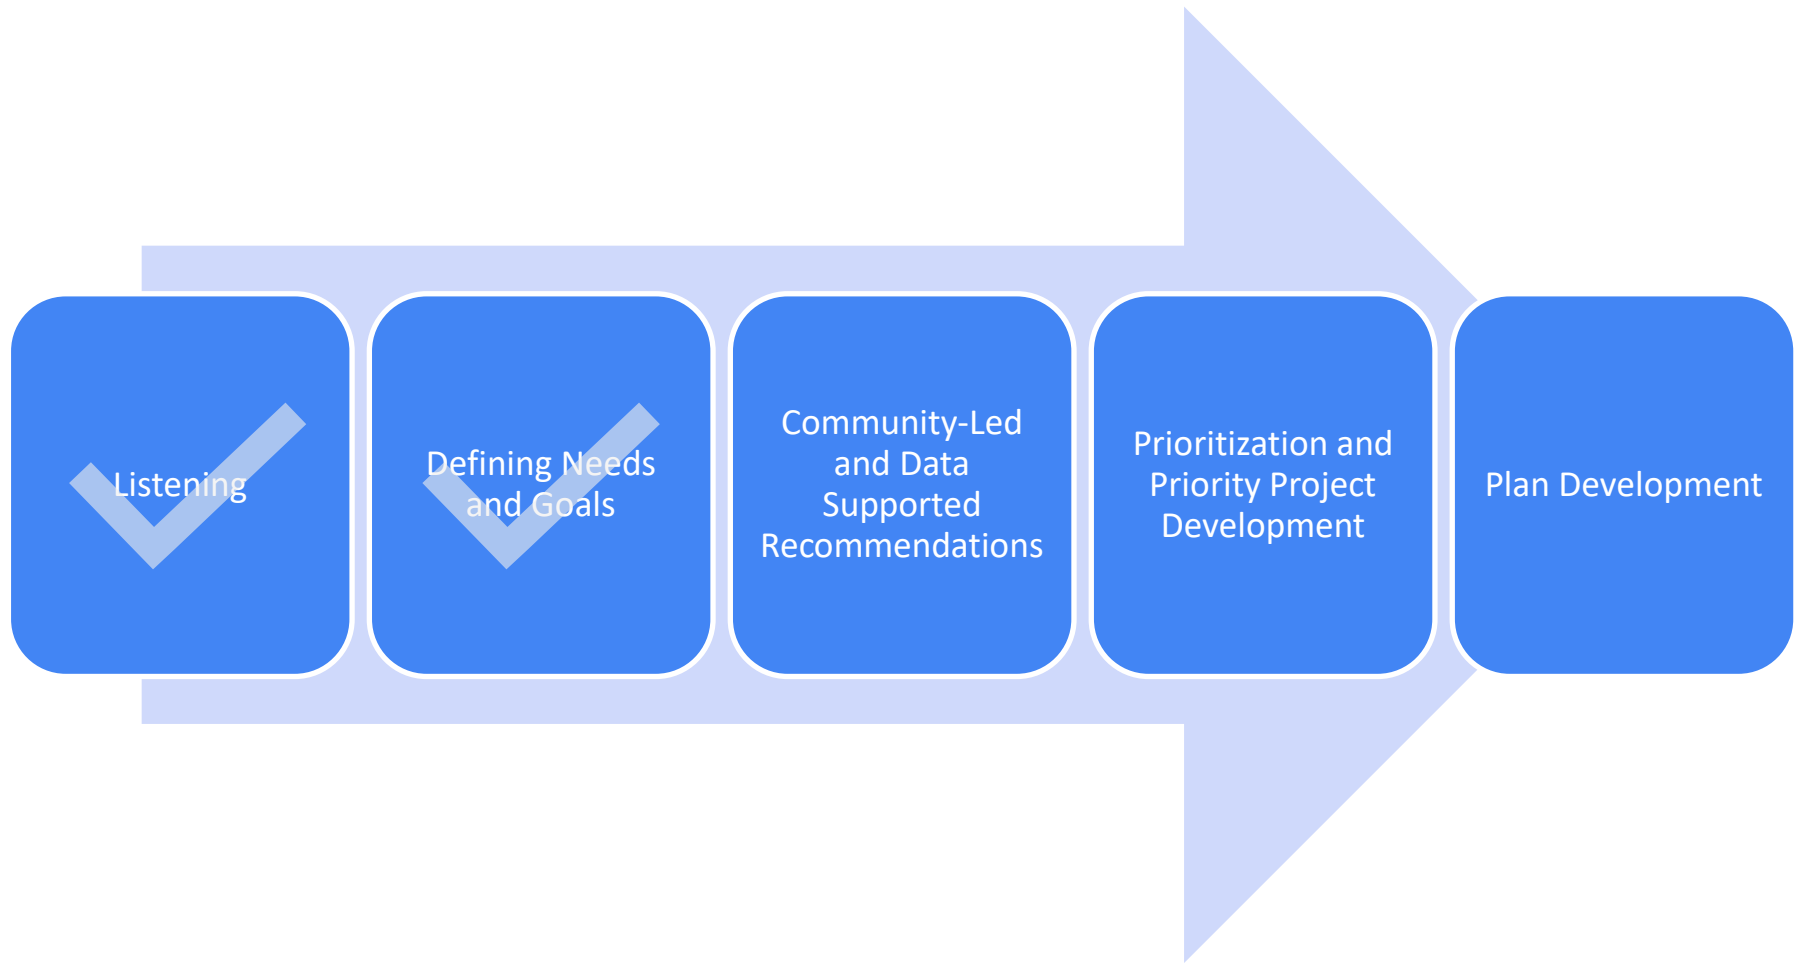 Listening
Defining Needs
and Goals
Community-Led
and Data
Supported
Recommendations
Prioritization and
Priority Project
Development
Plan Development